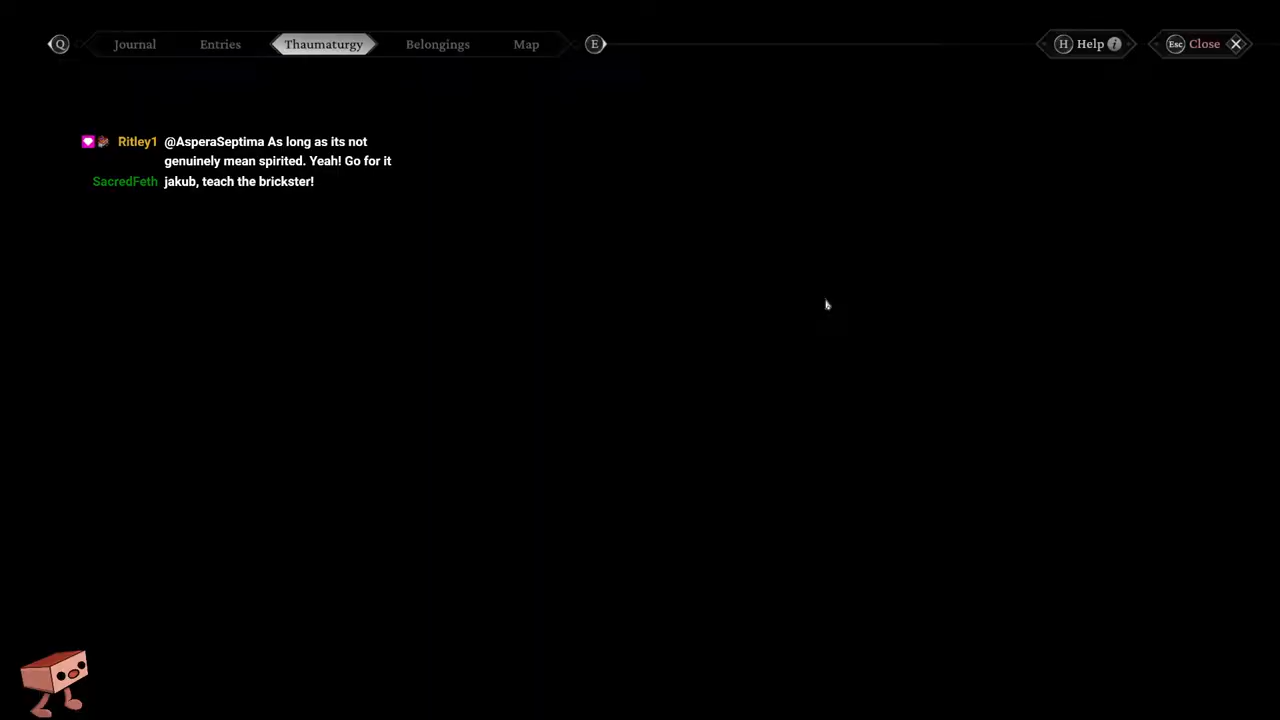 Q Journal Entries Thaumaturgy Belongings Map E H Help i Esc Close
Ritley1 @AsperaSeptima As long as its not
genuinely mean spirited. Yeah! Go for it
SacredFeth jakub, teach the brickster!